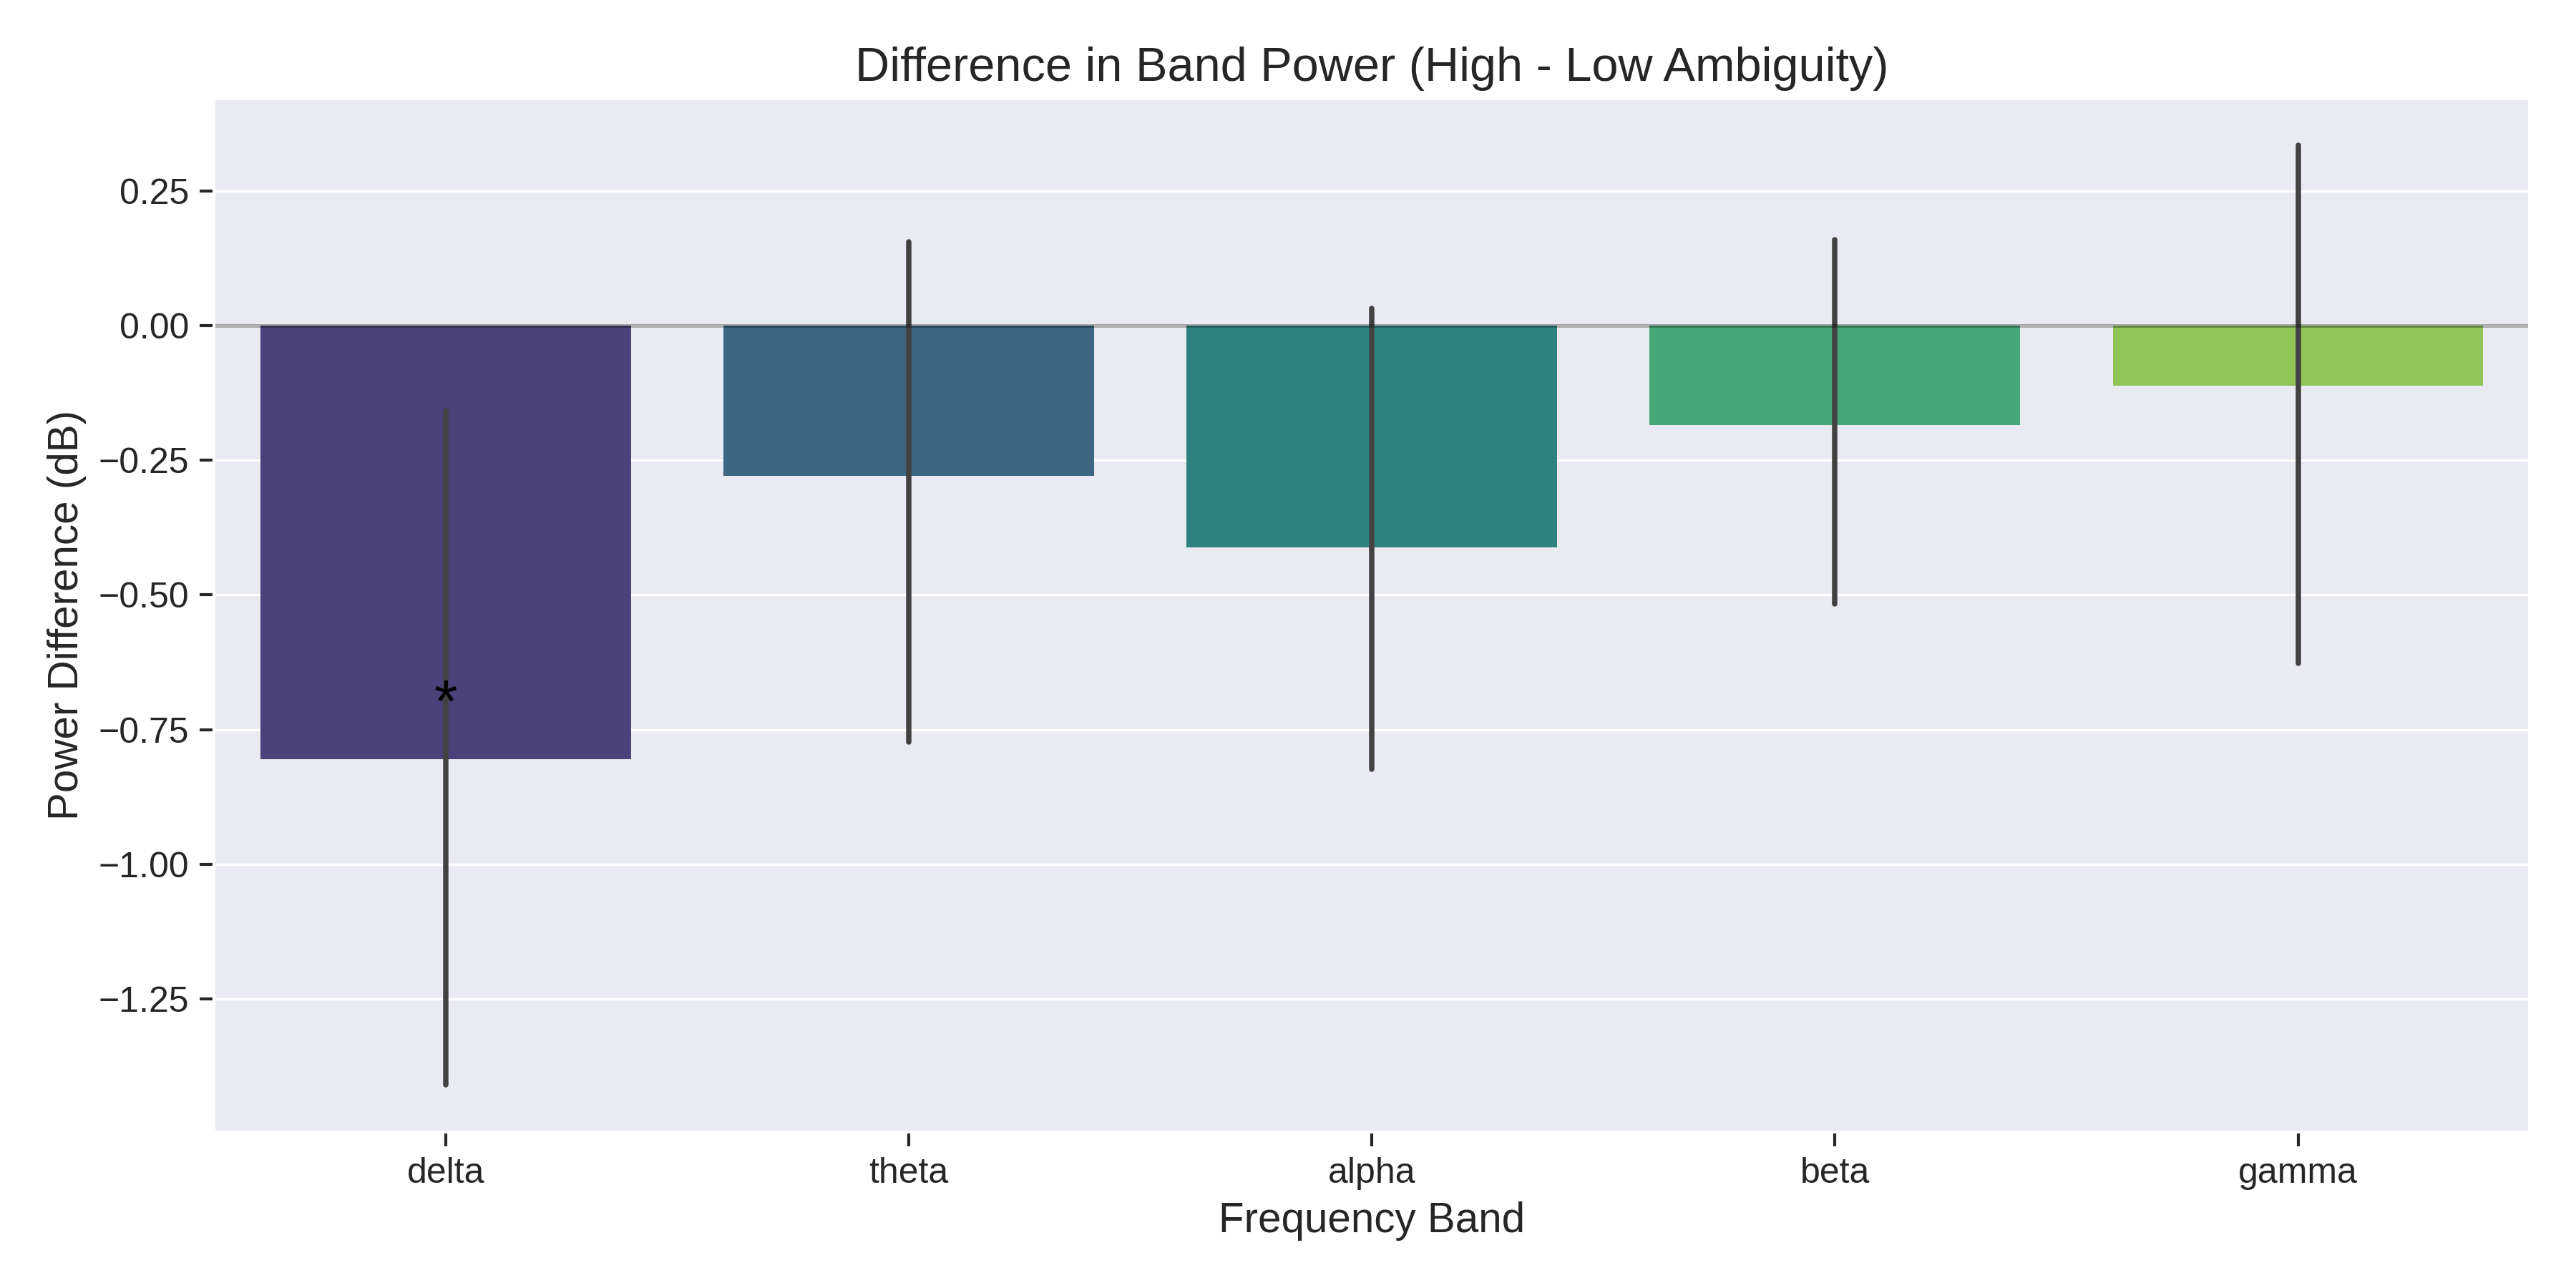 Difference in Band Power (High - Low Ambiguity)
0.25
0.00
−0.25
−0.50
−0.75
−1.00
−1.25
Power Difference (dB)
*
delta
theta
alpha
beta
gamma
Frequency Band